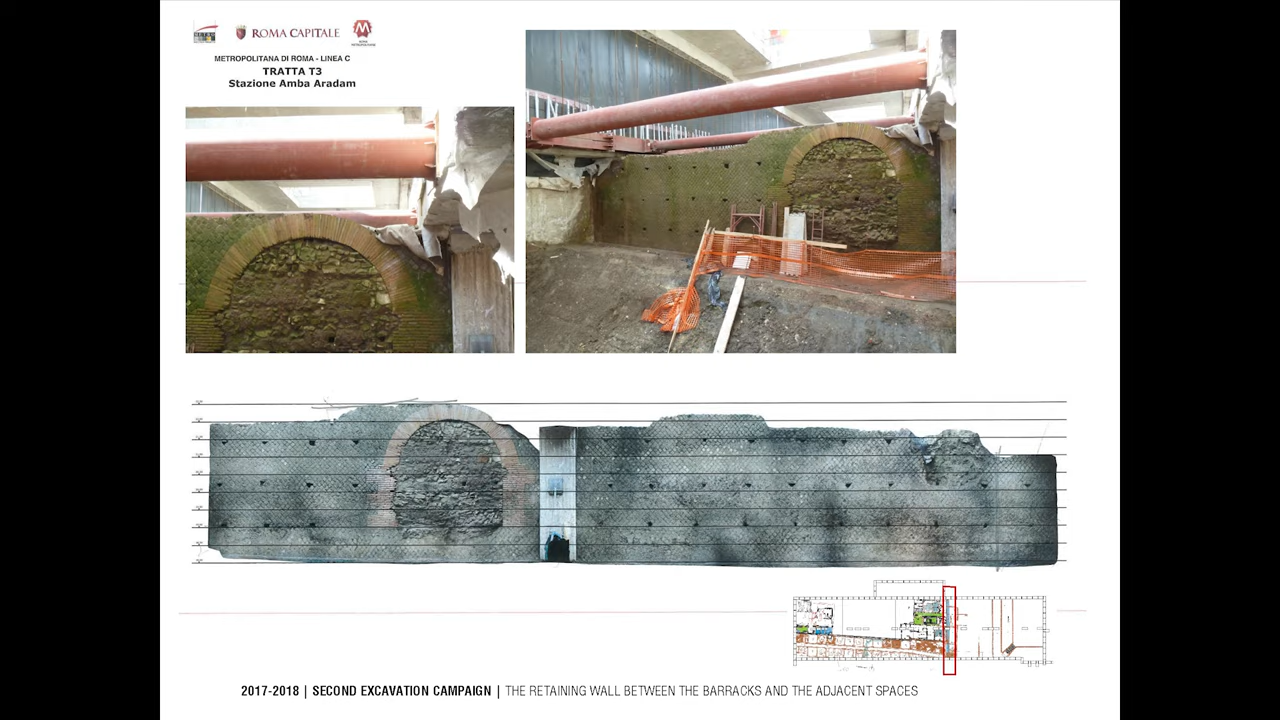 ROMA CAPITALE
METROPOLITANA DI ROMA - LINEA C
TRATTA T3
Stazione Amba Aradam
2017-2018 | SECOND EXCAVATION CAMPAIGN | THE RETAINING WALL BETWEEN THE BARRACKS AND THE ADJACENT SPACES